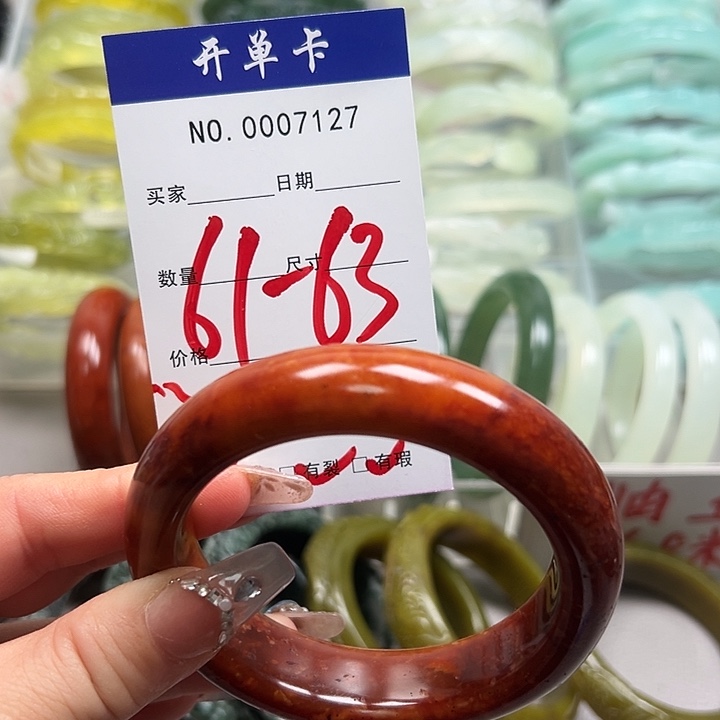 开单卡
NO.0007127
买家 日期
数量 尺寸
61-63
价格
□有裂 □有瑕